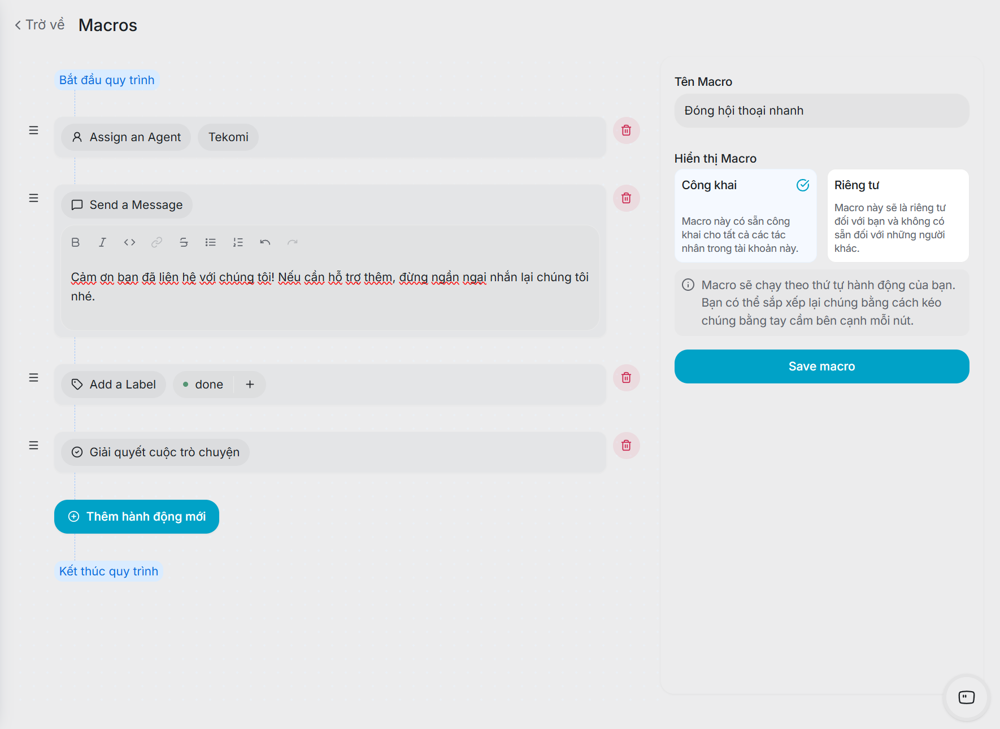 Trở về Macros
Bắt đầu quy trình
Assign an Agent Tekomi
Send a Message
Cảm ơn bạn đã liên hệ với chúng tôi! Nếu cần hỗ trợ thêm, đừng ngần ngại nhắn lại chúng tôi
nhé.
Add a Label done
Giải quyết cuộc trò chuyện
Thêm hành động mới
Kết thúc quy trình
Tên Macro
Đóng hội thoại nhanh
Hiển thị Macro
Công khai
Macro này có sẵn công
khai cho tất cả các tác
nhân trong tài khoản này.
Riêng tư
Macro này sẽ là riêng tư
đối với bạn và không có
sẵn đối với những người
khác.
Macro sẽ chạy theo thứ tự hành động của bạn.
Bạn có thể sắp xếp lại chúng bằng cách kéo
chúng bằng tay cầm bên cạnh mỗi nút.
Save macro